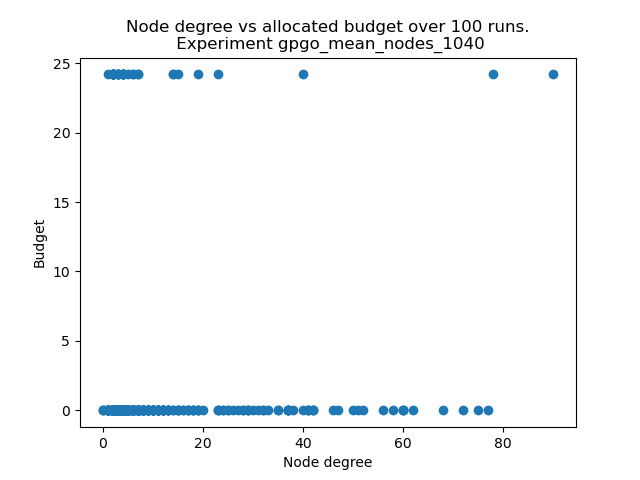 Node degree vs allocated budget over 100 runs.
Experiment gpgo_mean_nodes_1040
25
20
15
10
5
0
Budget
0 20 40 60 80
Node degree